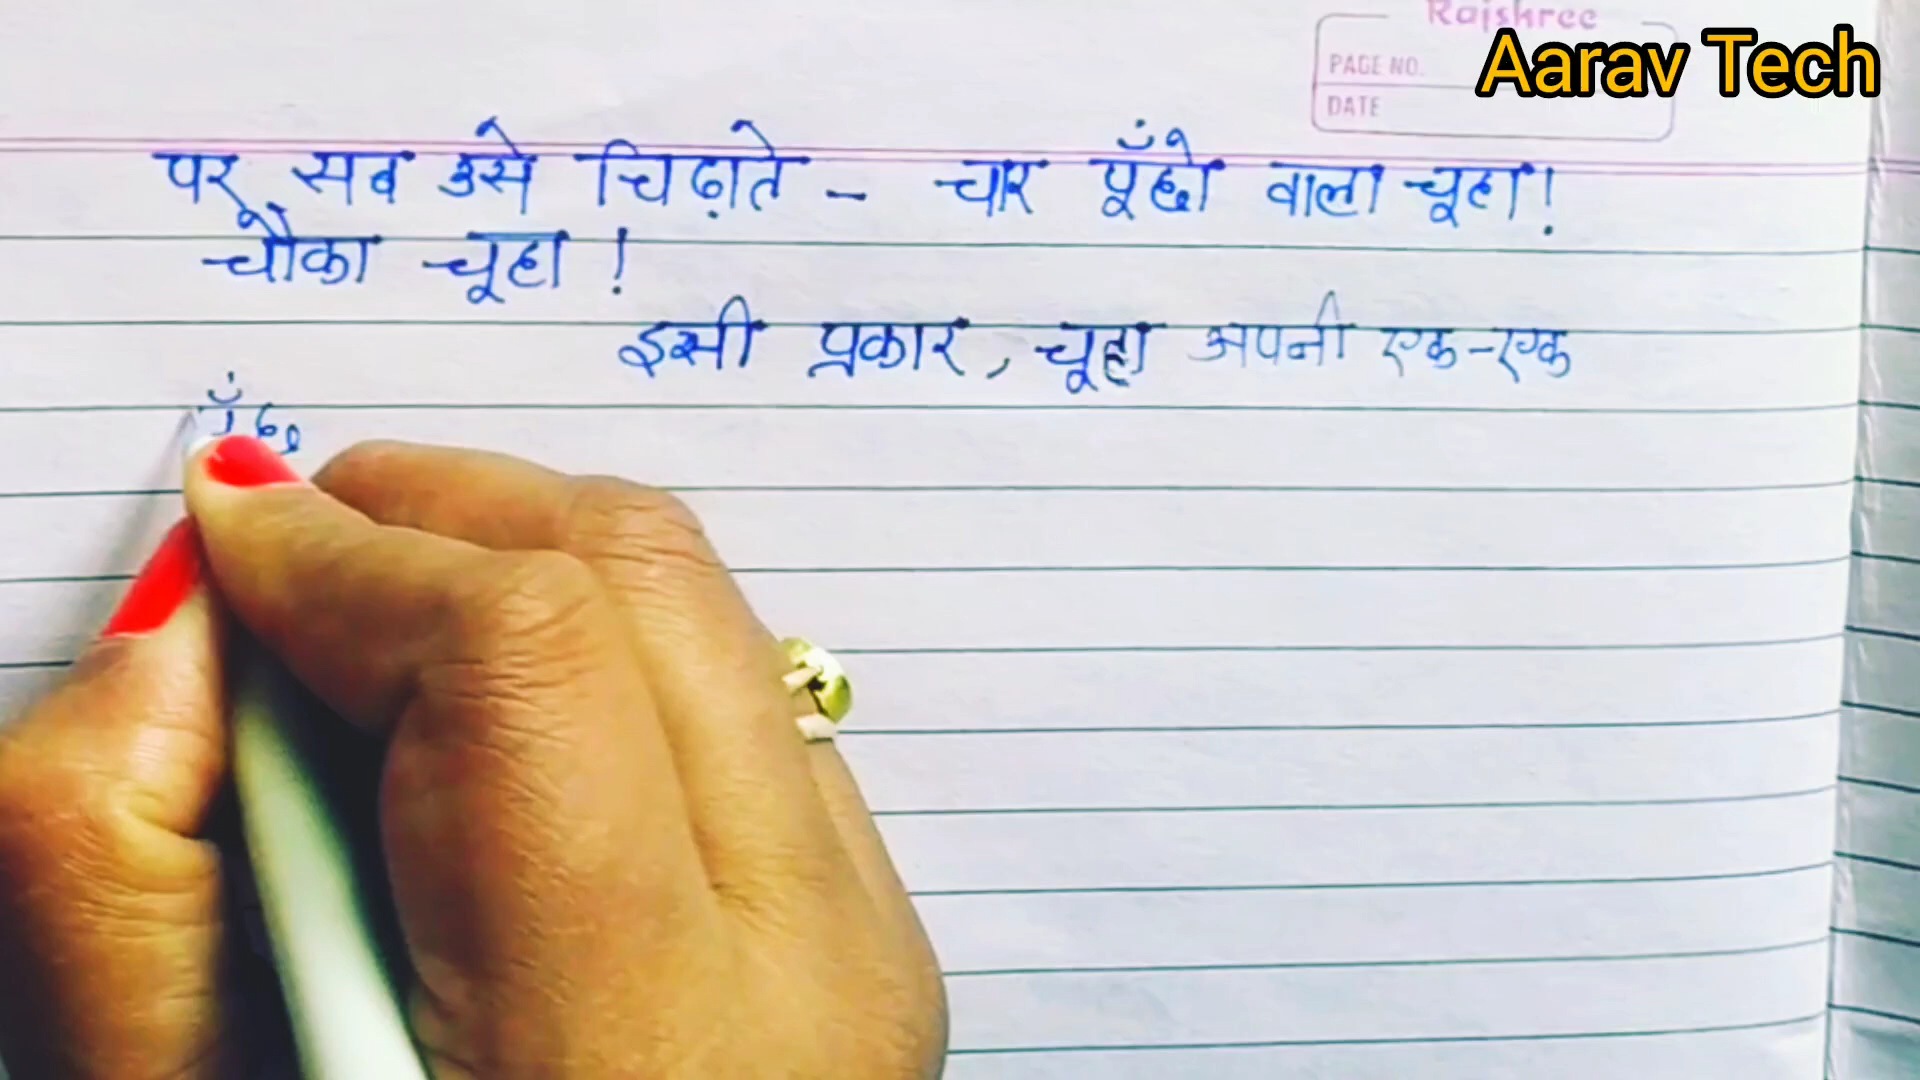 Rajshree
Aarav Tech
PAGE NO.
DATE
पर सब उसे चिढ़ाते - चार पूँछो वाला चूहा!
चौका चूहा!
इसी प्रकार, चूहा अपनी एक-एक